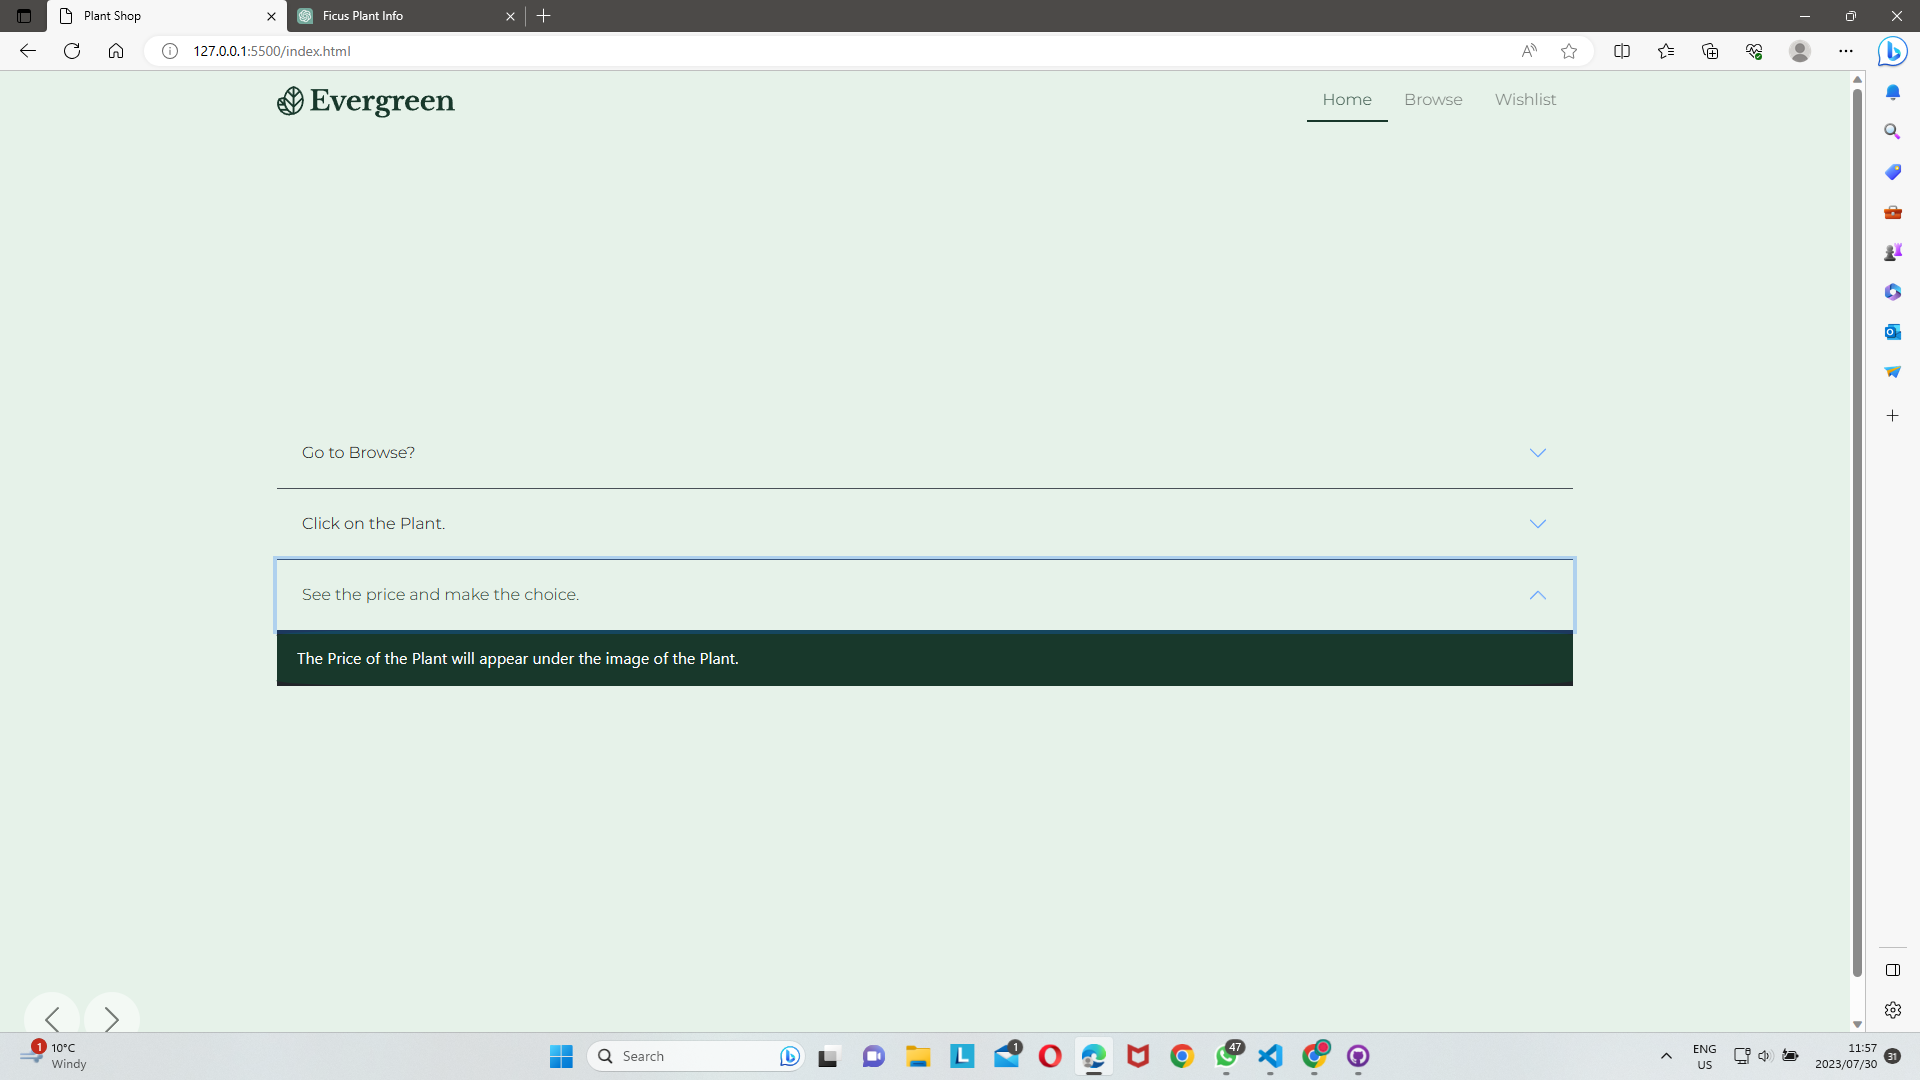 Plant Shop
Ficus Plant Info
127.0.0.1:5500/index.html
Evergreen
Home
Browse
Wishlist
Go to Browse?
Click on the Plant.
See the price and make the choice.
The Price of the Plant will appear under the image of the Plant.
1
10°C
Windy
Search
1
47
ENG
US
11:57
2023/07/30
31